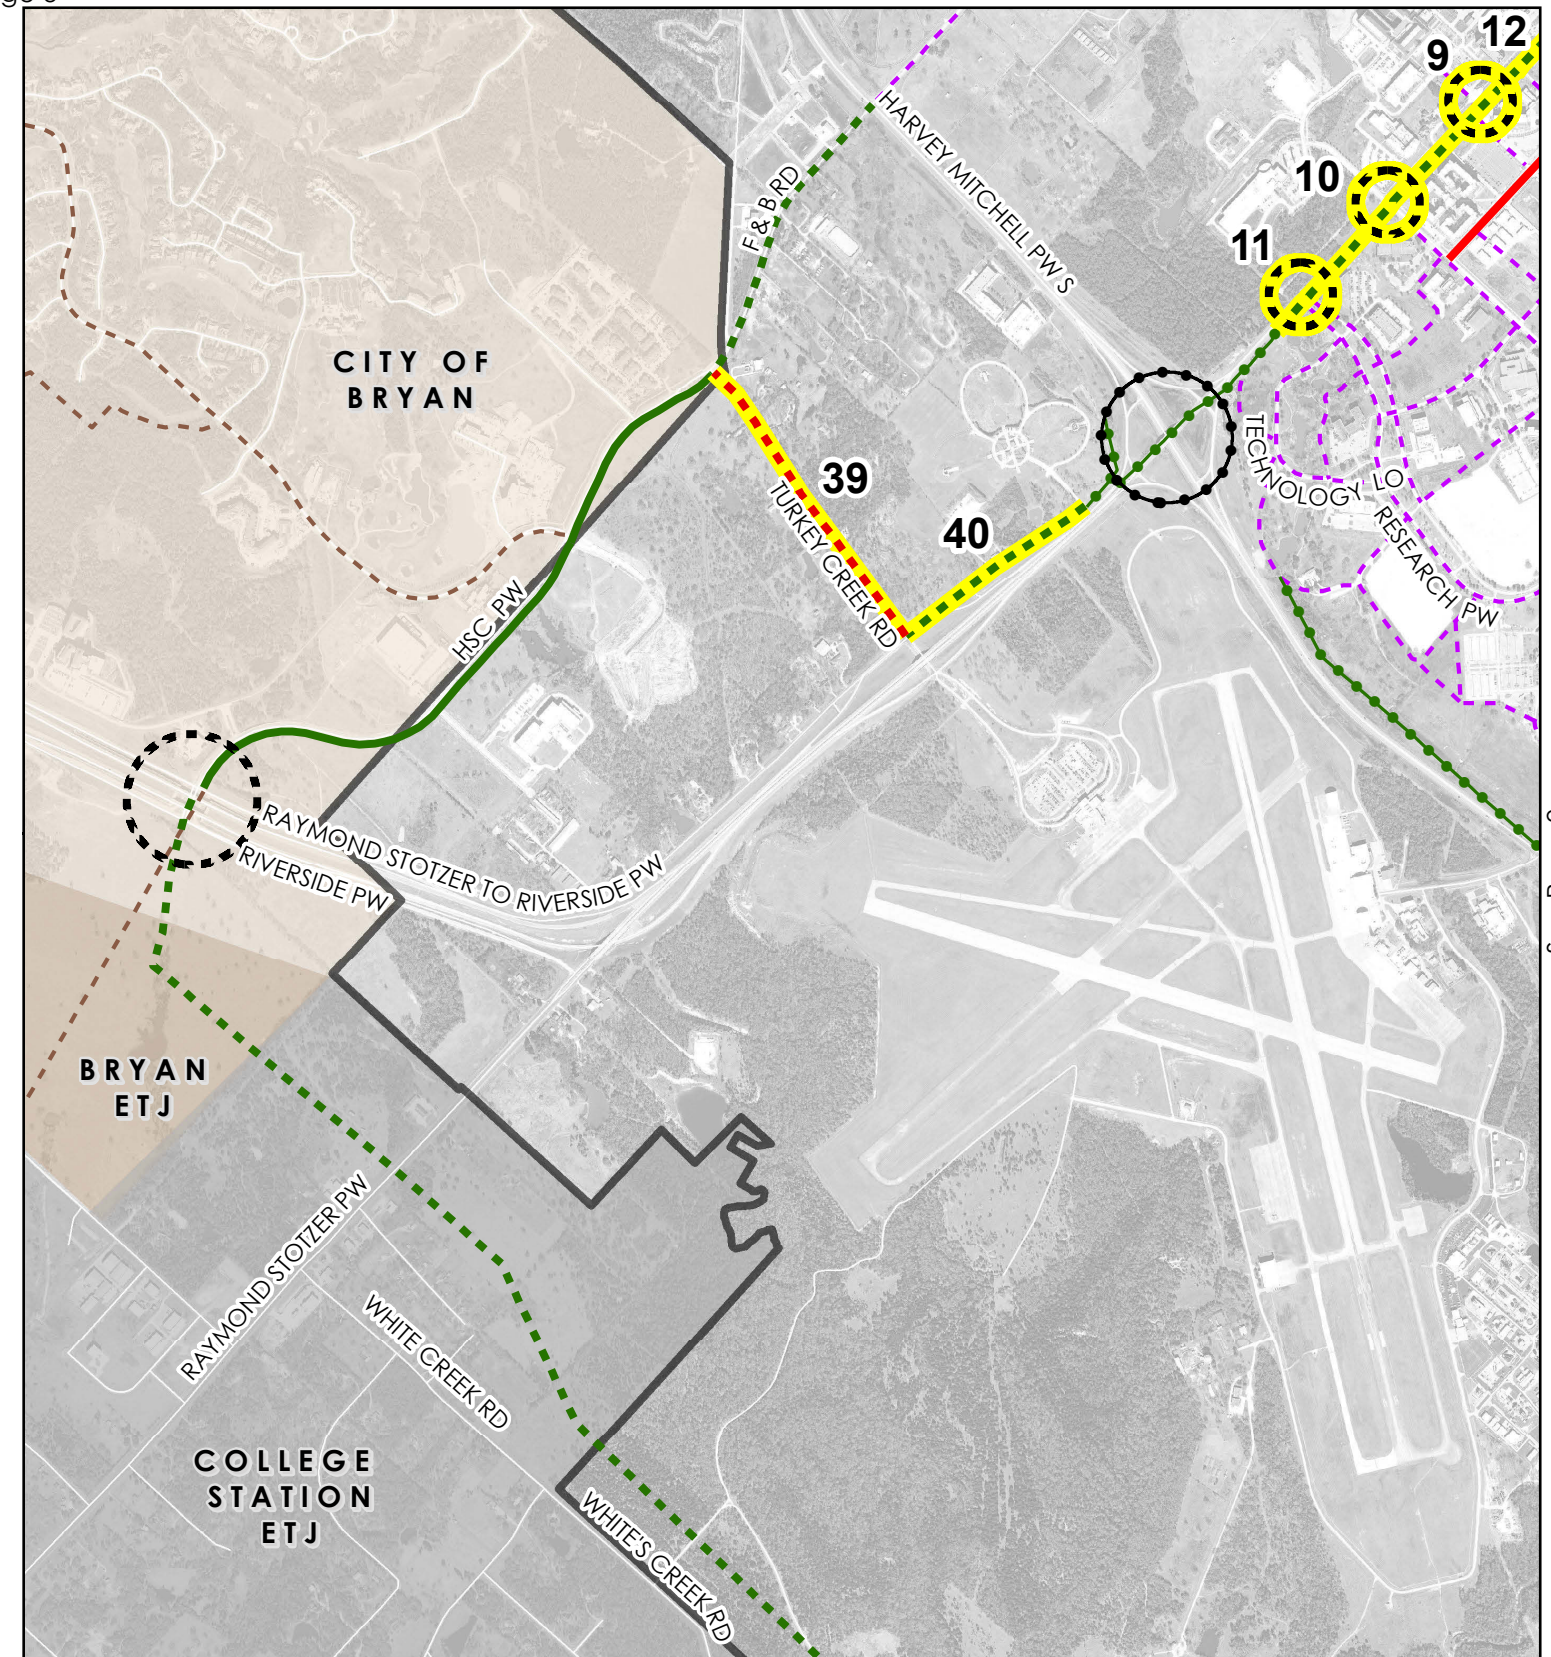 12
9
10
11
HARVEY MITCHELL PW S
F & B RD
CITY OF
BRYAN
39
40
TURKEY CREEK RD
TECHNOLOGY LO
RESEARCH PW
HSC PW
RAYMOND STOTZER TO RIVERSIDE PW
RIVERSIDE PW
BRYAN
ETJ
RAYMOND STOTZER PW
WHITE CREEK RD
COLLEGE
STATION
ETJ
WHITE'S CREEK RD